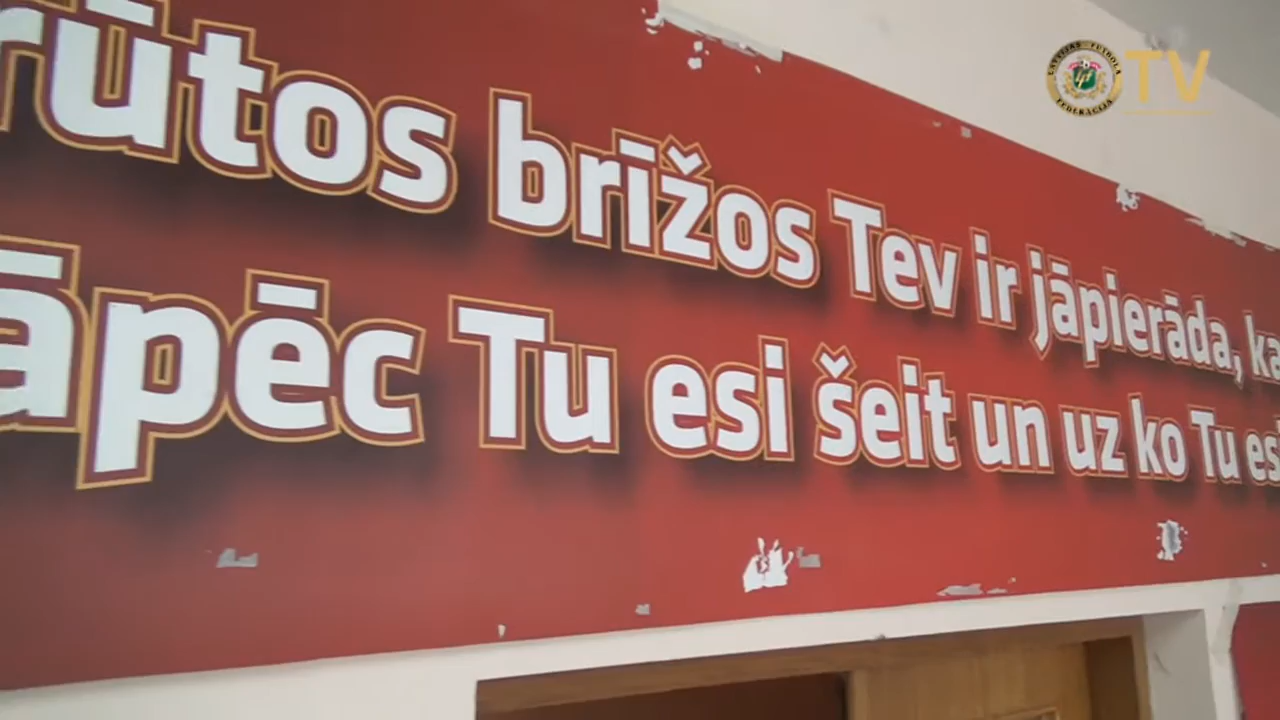 TV
rūtos brīžos Tev ir jāpierāda, ka
āpēc Tu esi šeit un uz ko Tu esi